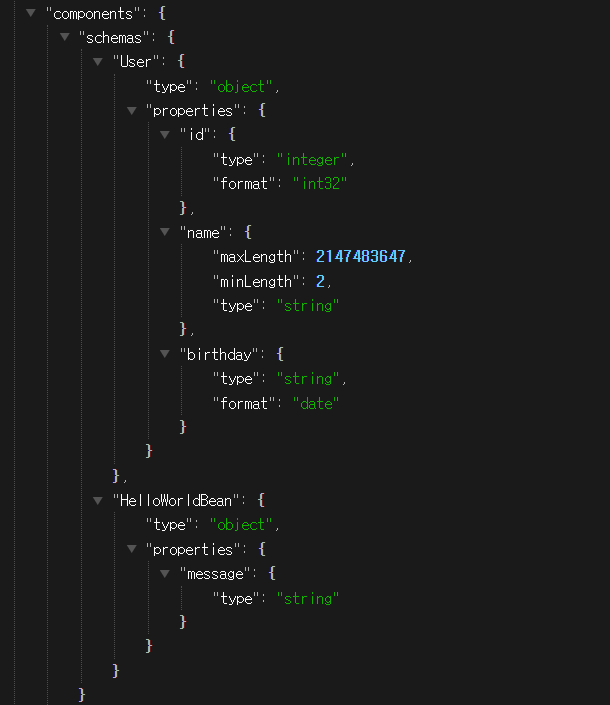 "components": {
"schemas": {
"User": {
"type": "object",
"properties": {
"id": {
"type": "integer",
"format": "int32"
},
"name": {
"maxLength": 2147483647,
"minLength": 2,
"type": "string"
},
"birthday": {
"type": "string",
"format": "date"
}
}
},
"HelloWorldBean": {
"type": "object",
"properties": {
"message": {
"type": "string"
}
}
}
}